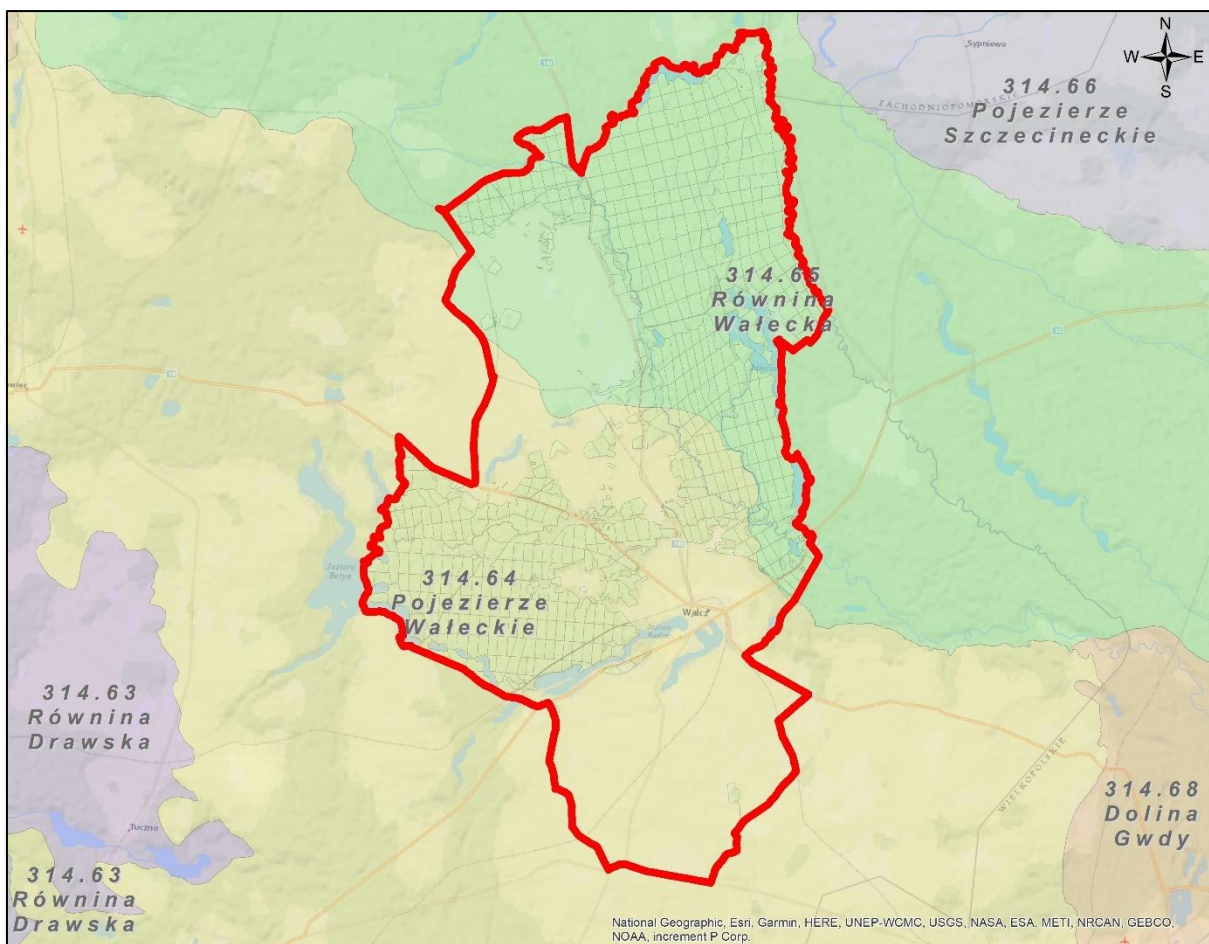 N
W E
S
Sypniewo
ZACHODNIOPOMORSKIE
314.66
Pojezierze
Szczecineckie
314.65
Równina
Wałecka
314.64
Pojezierze
Wałeckie
Wałcz
314.63
Równina
Drawska
WIELKOPOLSKIE
314.68
Dolina
Gwdy
Tuczno
314.63
Równina
Drawska
National Geographic, Esri, Garmin, HERE, UNEP-WCMC, USGS, NASA, ESA, METI, NRCAN, GEBCO,
NOAA, increment P Corp.